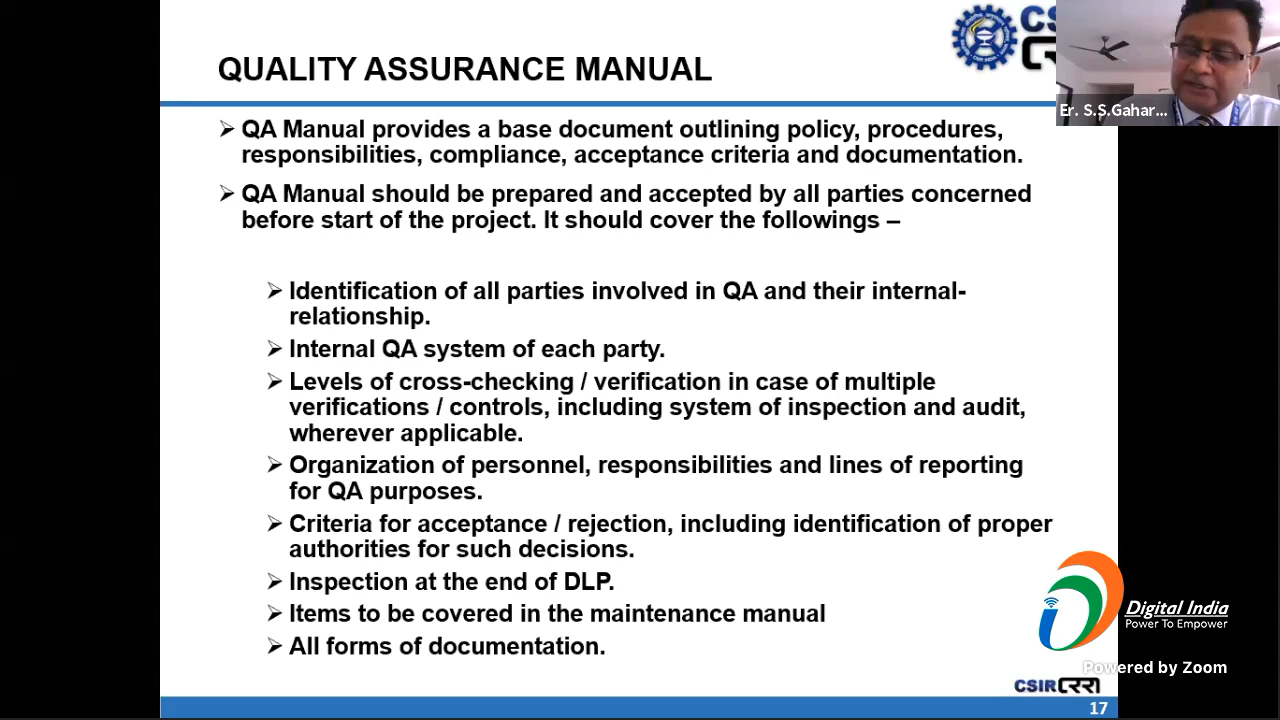 CSI
QUALITY ASSURANCE MANUAL
Er. S.S.Gahar...
➢ QA Manual provides a base document outlining policy, procedures,
responsibilities, compliance, acceptance criteria and documentation.
➢ QA Manual should be prepared and accepted by all parties concerned
before start of the project. It should cover the followings –
➢ Identification of all parties involved in QA and their internal-
relationship.
➢ Internal QA system of each party.
➢ Levels of cross-checking / verification in case of multiple
verifications / controls, including system of inspection and audit,
wherever applicable.
➢ Organization of personnel, responsibilities and lines of reporting
for QA purposes.
➢ Criteria for acceptance / rejection, including identification of proper
authorities for such decisions.
➢ Inspection at the end of DLP.
➢ Items to be covered in the maintenance manual
➢ All forms of documentation.
Digital India
Power To Empower
Powered by Zoom
CSIR CRRI
17